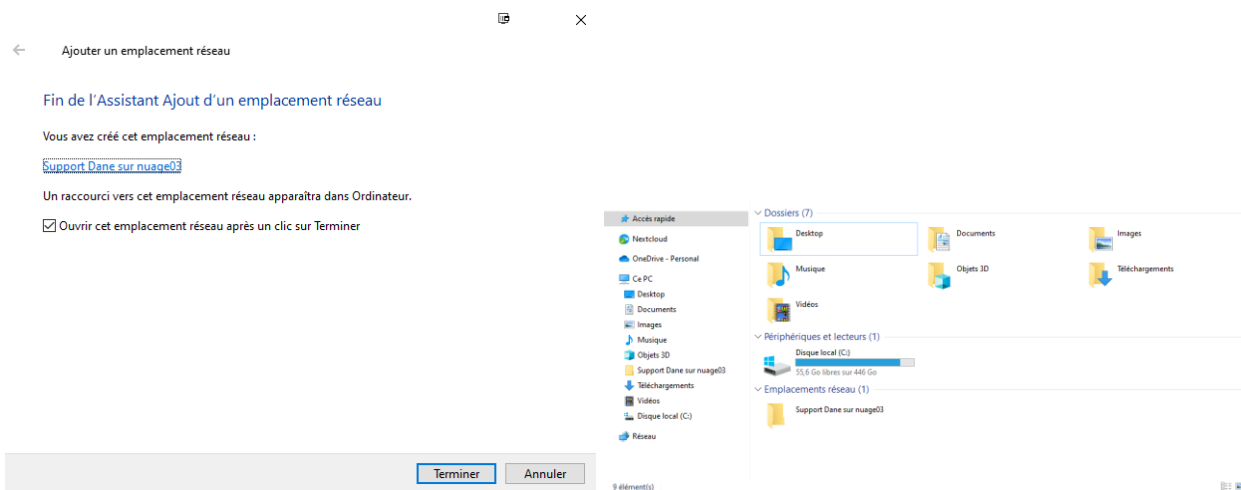 Ajouter un emplacement réseau
Fin de l'Assistant Ajout d'un emplacement réseau
Vous avez créé cet emplacement réseau :
Support Dane sur nuage03
Un raccourci vers cet emplacement réseau apparaîtra dans Ordinateur.
Ouvrir cet emplacement réseau après un clic sur Terminer
Terminer
Annuler
Accès rapide
Nextcloud
OneDrive - Personal
Ce PC
Desktop
Documents
Images
Musique
Objets 3D
Support Dane sur nuage03
Téléchargements
Vidéos
Disque local (C:)
Réseau
9 élément(s)
Dossiers (7)
Desktop
Documents
Images
Musique
Objets 3D
Téléchargements
Vidéos
Périphériques et lecteurs (1)
Disque local (C:)
55,6 Go libres sur 446 Go
Emplacements réseau (1)
Support Dane sur nuage03